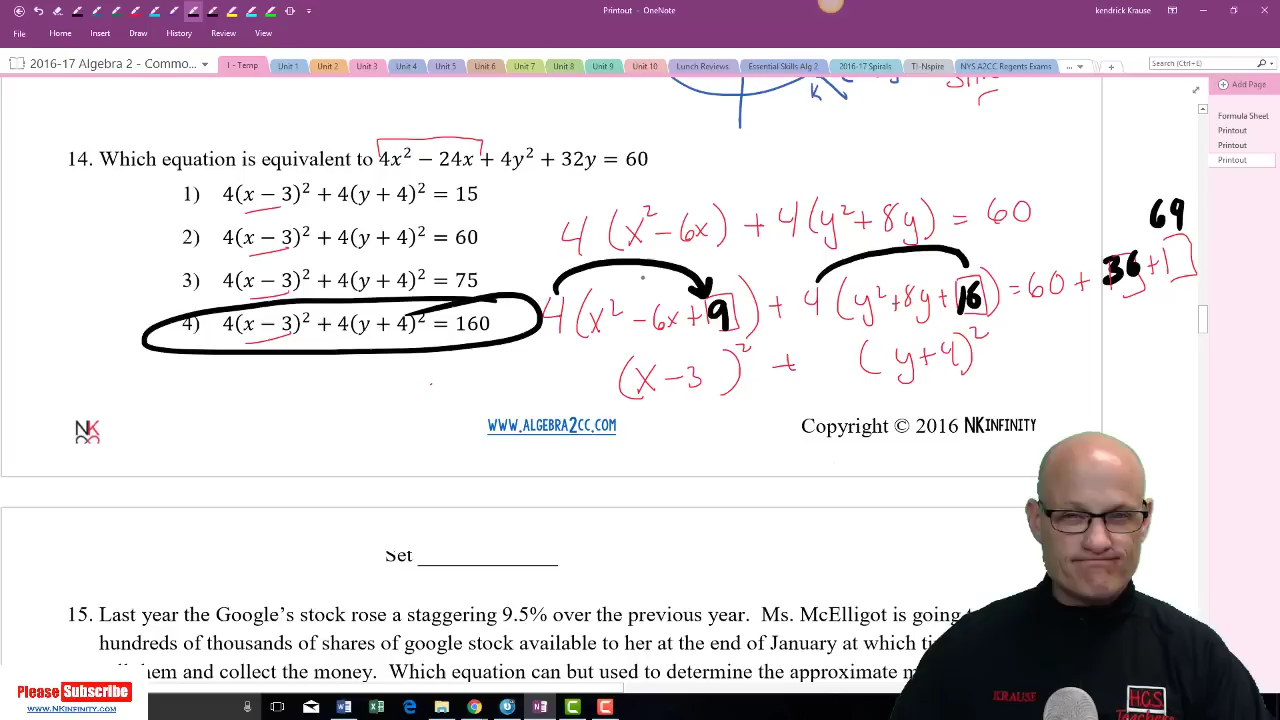 Printout - OneNote
kendrick Krause
File Home Insert Draw History Review View
2016-17 Algebra 2 - Commo... I - Temp Unit 1 Unit 2 Unit 3 Unit 4 Unit 5 Unit 6 Unit 7 Unit 8 Unit 9 Unit 10 Lunch Reviews Essential Skills Alg 2 2016-17 Spirals TI-Nspire NYS A2CC Regents Exams Search (Ctrl+E)
Add Page
Formula Sheet
Printout
Printout
Printout
K
14. Which equation is equivalent to 4x² − 24x + 4y² + 32y = 60
1) 4(x − 3)² + 4(y + 4)² = 15
2) 4(x − 3)² + 4(y + 4)² = 60
3) 4(x − 3)² + 4(y + 4)² = 75
4) 4(x − 3)² + 4(y + 4)² = 160
4(x² − 6x) + 4(y² + 8y) = 60
69
4(x² − 6x + 9) + 4(y² + 8y + 16) = 60 + 36 +
(x − 3)² + (y + 4)²
NK
WWW.ALGEBRA2CC.COM
Copyright © 2016 NKINFINITY
Set
15. Last year the Google's stock rose a staggering 9.5% over the previous year. Ms. McElligot is going
hundreds of thousands of shares of google stock available to her at the end of January at which
them and collect the money. Which equation can but used to determine the approximate
Please Subscribe
www.NKinfinity.com
KRAUSE
H.G.S.
Teachers